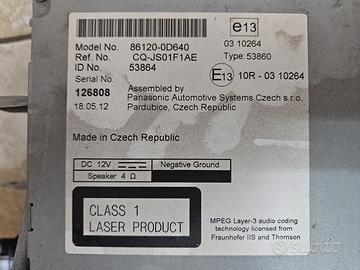 e13
Model No. 86120-0D640 03 10264
Ref. No. CQ-JS01F1AE Type: 53860
ID No 53864
Serial No. E13 10R - 03 10264
126808 Assembled by
18.05.12 Panasonic Automotive Systems Czech s.r.o.
Pardubice, Czech Republic
Made in Czech Republic
DC 12V Negative Ground
Speaker 4 Ω
CLASS 1
LASER PRODUCT
MPEG Layer-3 audio coding
technology licensed from
Fraunhofer IIS and Thomson
subito